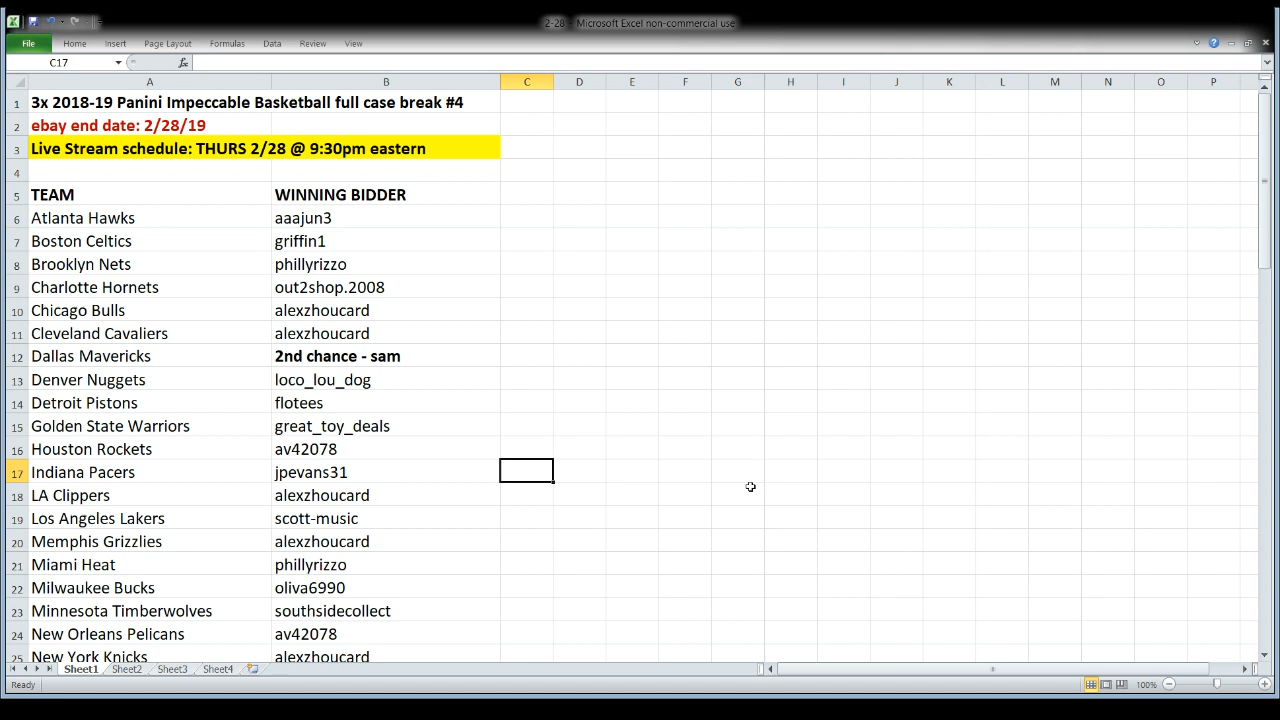 2-28 - Microsoft Excel non-commercial use
File Home Insert Page Layout Formulas Data Review View
C17 fx
A B C D E F G H I J K L M N O P
1 3x 2018-19 Panini Impeccable Basketball full case break #4
2 ebay end date: 2/28/19
3 Live Stream schedule: THURS 2/28 @ 9:30pm eastern
4
5 TEAM WINNING BIDDER
6 Atlanta Hawks aaajun3
7 Boston Celtics griffin1
8 Brooklyn Nets phillyrizzo
9 Charlotte Hornets out2shop.2008
10 Chicago Bulls alexzhoucard
11 Cleveland Cavaliers alexzhoucard
12 Dallas Mavericks 2nd chance - sam
13 Denver Nuggets loco_lou_dog
14 Detroit Pistons flotees
15 Golden State Warriors great_toy_deals
16 Houston Rockets av42078
17 Indiana Pacers jpevans31
18 LA Clippers alexzhoucard
19 Los Angeles Lakers scott-music
20 Memphis Grizzlies alexzhoucard
21 Miami Heat phillyrizzo
22 Milwaukee Bucks oliva6990
23 Minnesota Timberwolves southsidecollect
24 New Orleans Pelicans av42078
25 New York Knicks alexzhoucard
Sheet1 Sheet2 Sheet3 Sheet4
Ready 100%